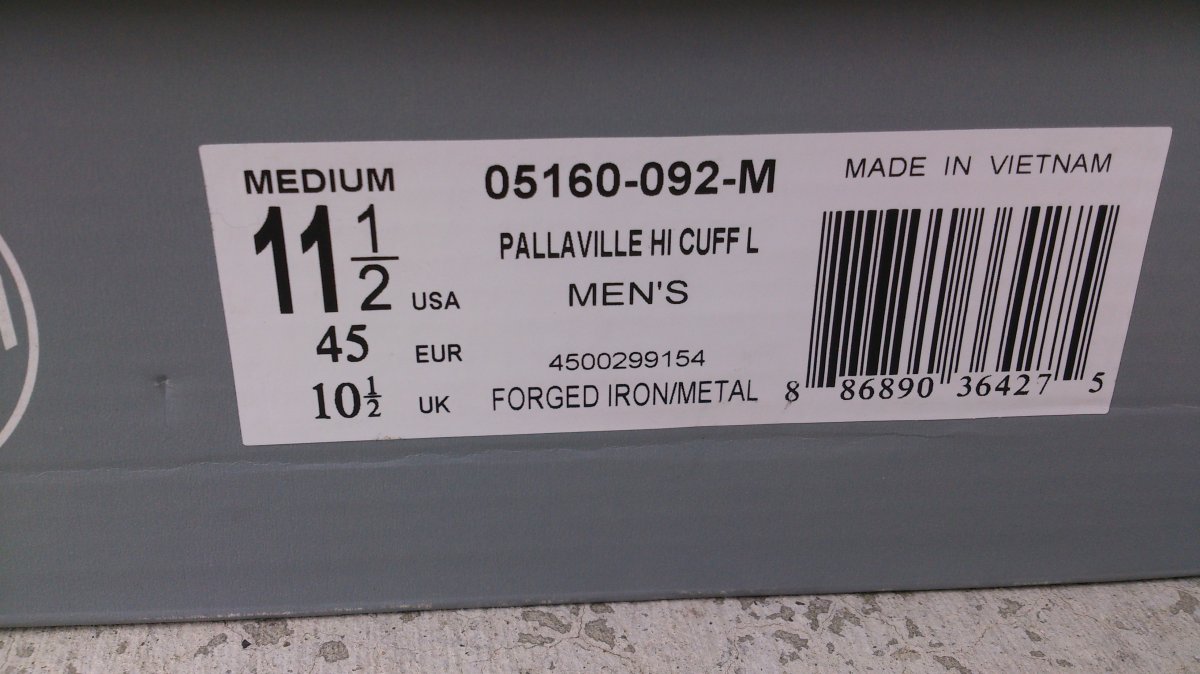 MEDIUM
11 1/2 USA
45 EUR
10 1/2 UK
05160-092-M
PALLAVILLE HI CUFF L
MEN'S
4500299154
FORGED IRON/METAL
MADE IN VIETNAM
8 86890 36427 5